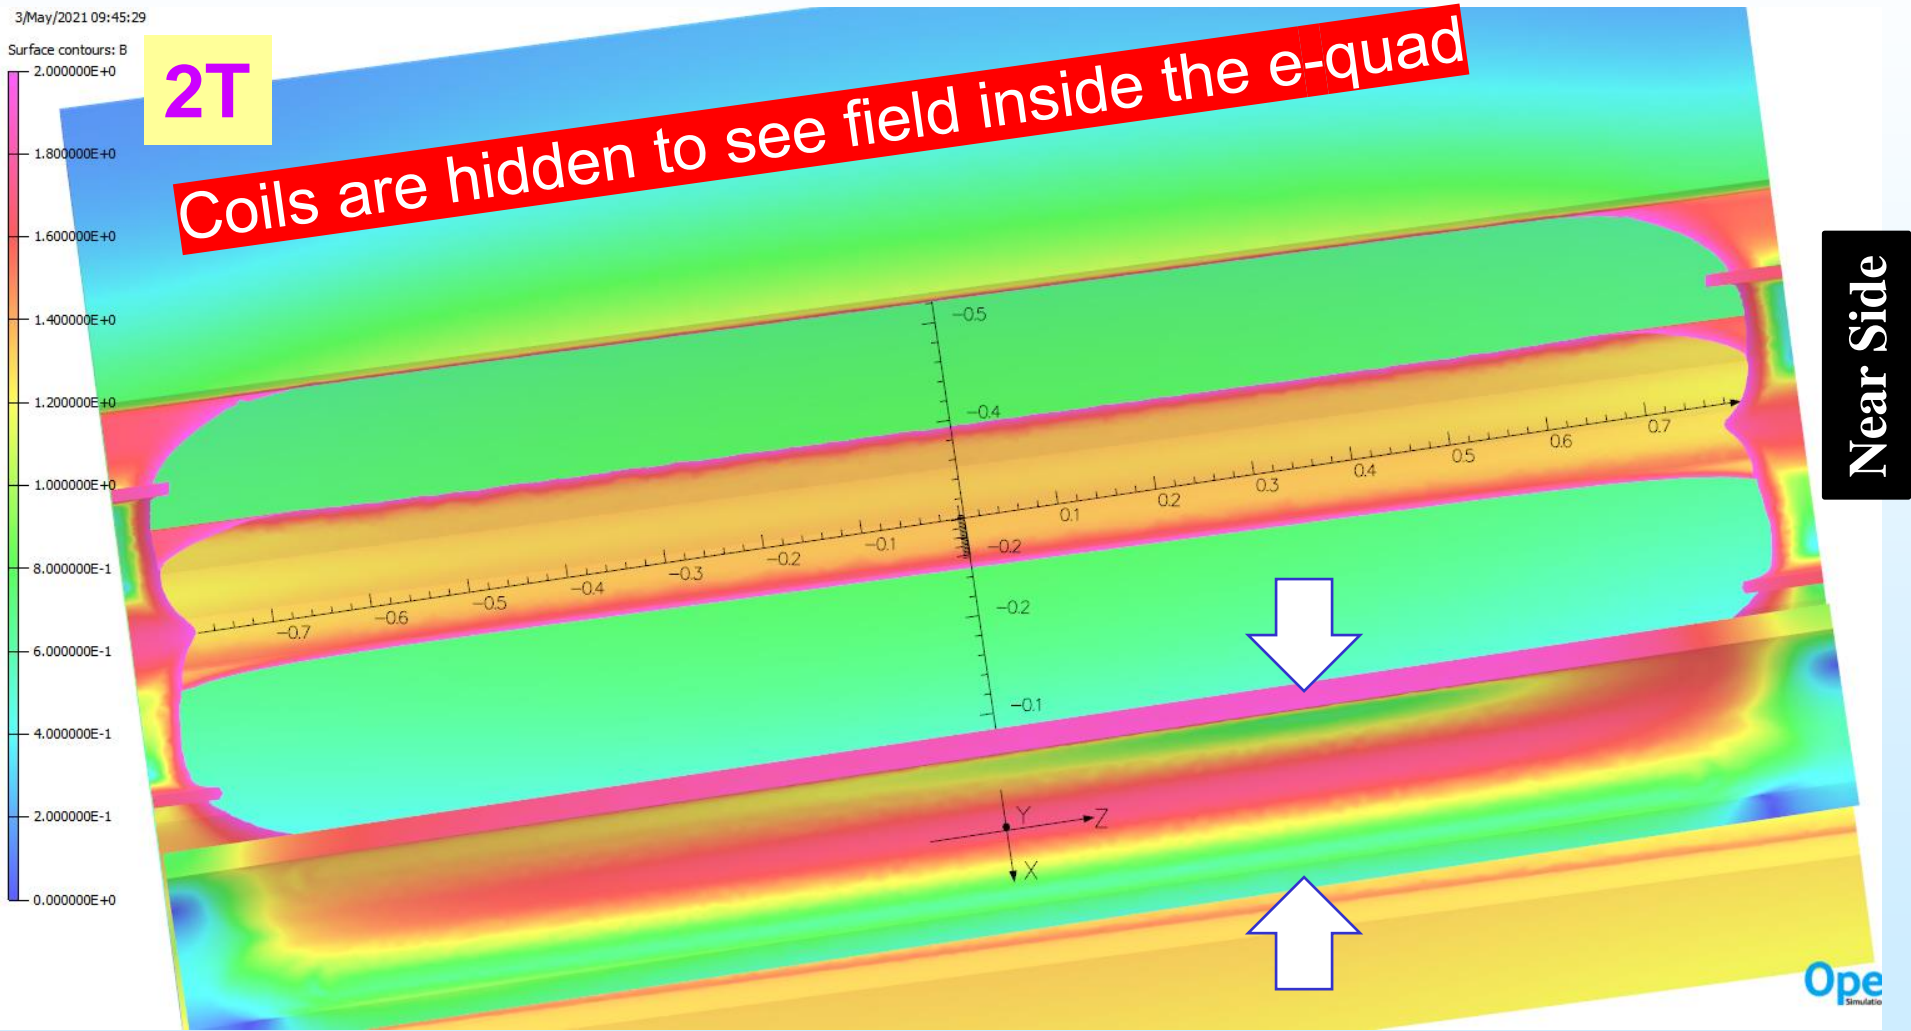 3/May/2021 09:45:29
Surface contours: B
2.000000E+0
1.800000E+0
1.600000E+0
1.400000E+0
1.200000E+0
1.000000E+0
8.000000E-1
6.000000E-1
4.000000E-1
2.000000E-1
0.000000E+0
2T
Coils are hidden to see field inside the e-quad
Near Side
−0.5
−0.4
−0.2
−0.2
−0.1
−0.7
−0.6
−0.5
−0.4
−0.3
−0.2
−0.1
0.1
0.2
0.3
0.4
0.5
0.6
0.7
Y
Z
X
Ope
Simulatio